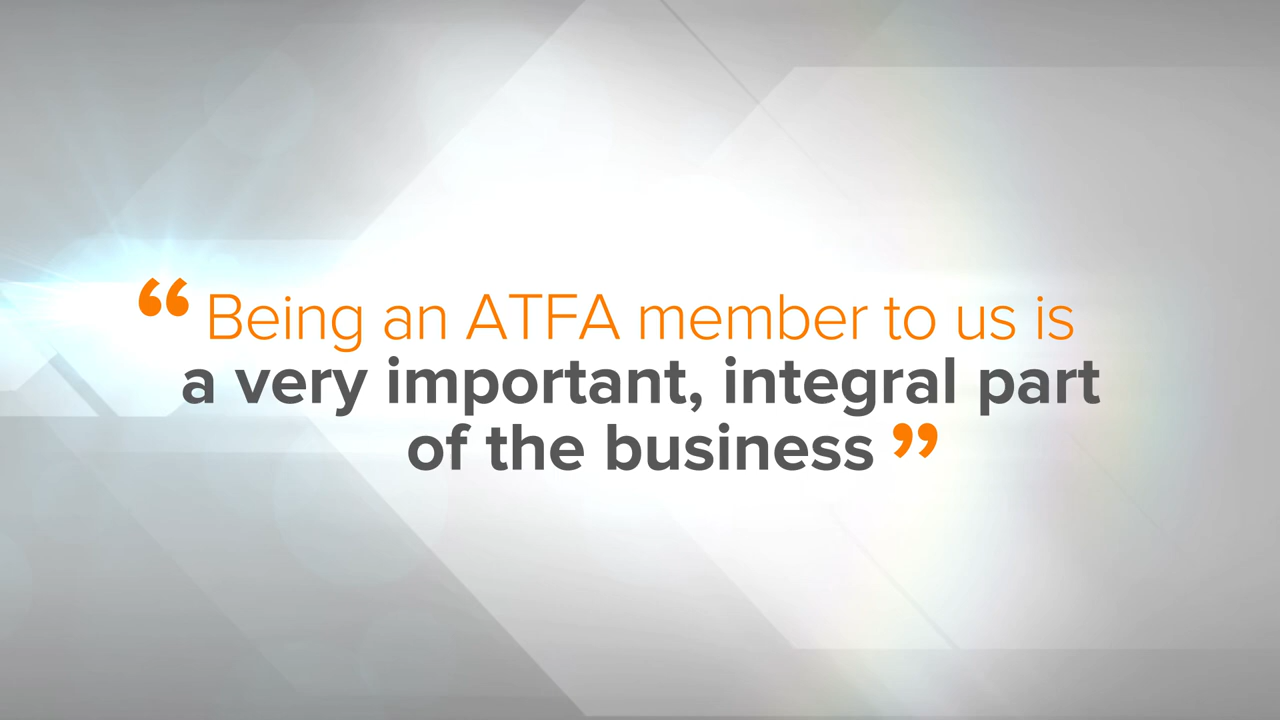 “Being an ATFA member to us is
a very important, integral part
of the business”